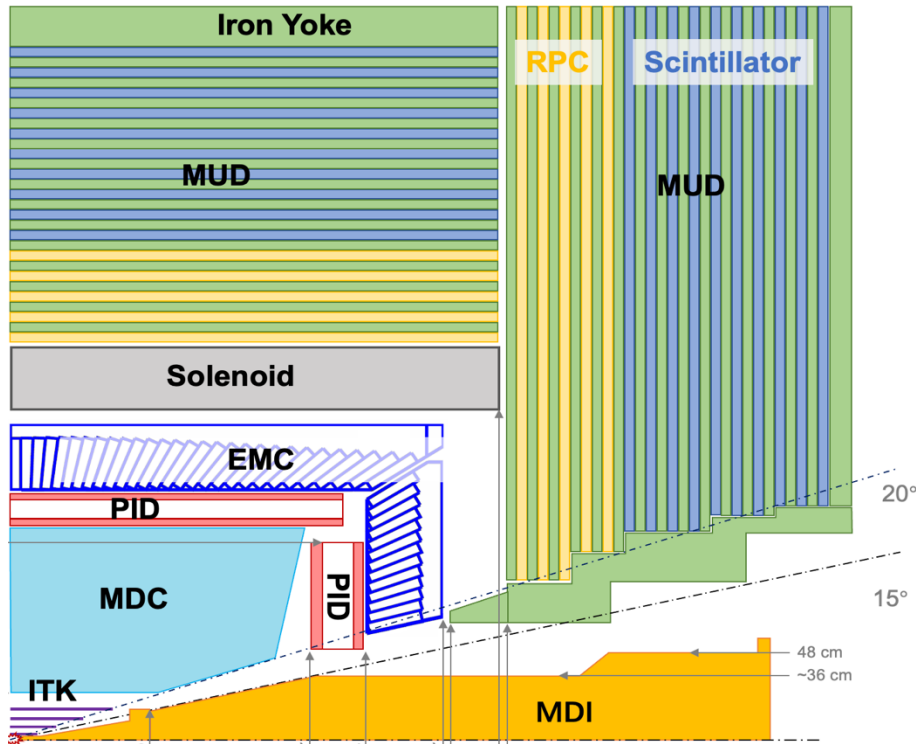 Iron Yoke
RPC
Scintillator
MUD
MUD
Solenoid
EMC
20°
PID
PID
MDC
15°
48 cm
~36 cm
ITK
MDI